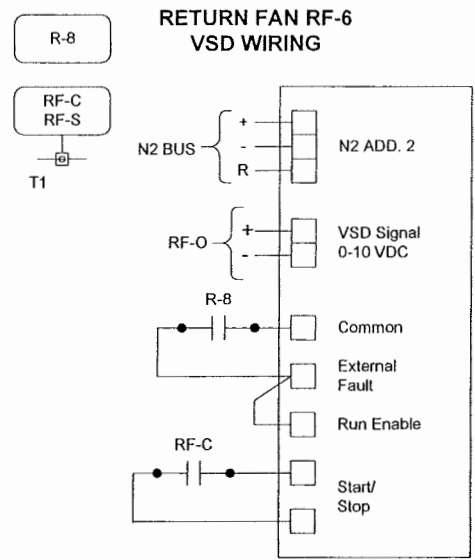 RETURN FAN RF-6
VSD WIRING
R-8
RF-C
RF-S
T1
N2 BUS
+
-
R
N2 ADD. 2
RF-O
+
-
VSD Signal
0-10 VDC
R-8
Common
External
Fault
Run Enable
RF-C
Start/
Stop